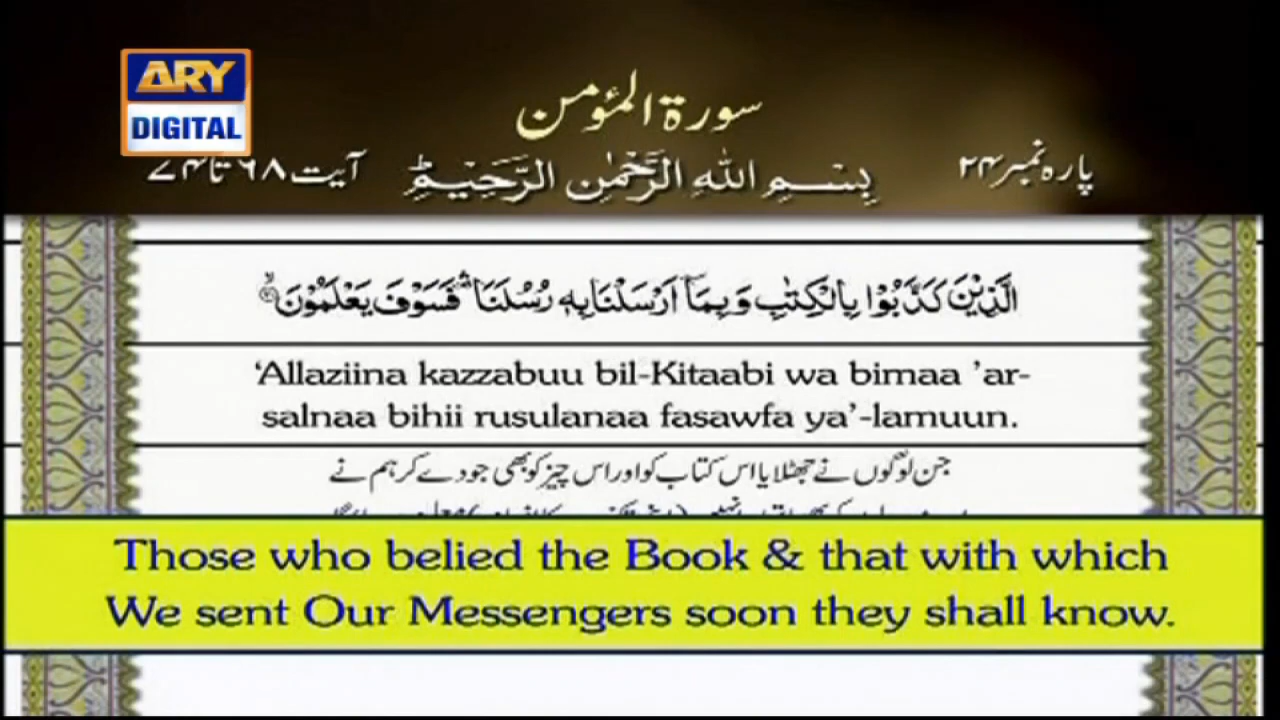 ARY
DIGITAL
سورۃ المؤمن
پارہ نمبر ۲۴
بِسْمِ اللهِ الرَّحْمٰنِ الرَّحِيْمِ
آیت ۶۸ تا ۷۴
الَّذِيْنَ كَذَّبُوْا بِالْكِتٰبِ وَ بِمَاۤ اَرْسَلْنَا بِهٖ رُسُلَنَا ۛ فَسَوْفَ يَعْلَمُوْنَ
‘Allaziina kazzabuu bil-Kitaabi wa bimaa ’ar-
salnaa bihii rusulanaa fasawfa ya’-lamuun.
جن لوگوں نے جھٹلایا اس کتاب کو اور اس چیز کو بھی جو دے کر ہم نے
Those who belied the Book & that with which
We sent Our Messengers soon they shall know.